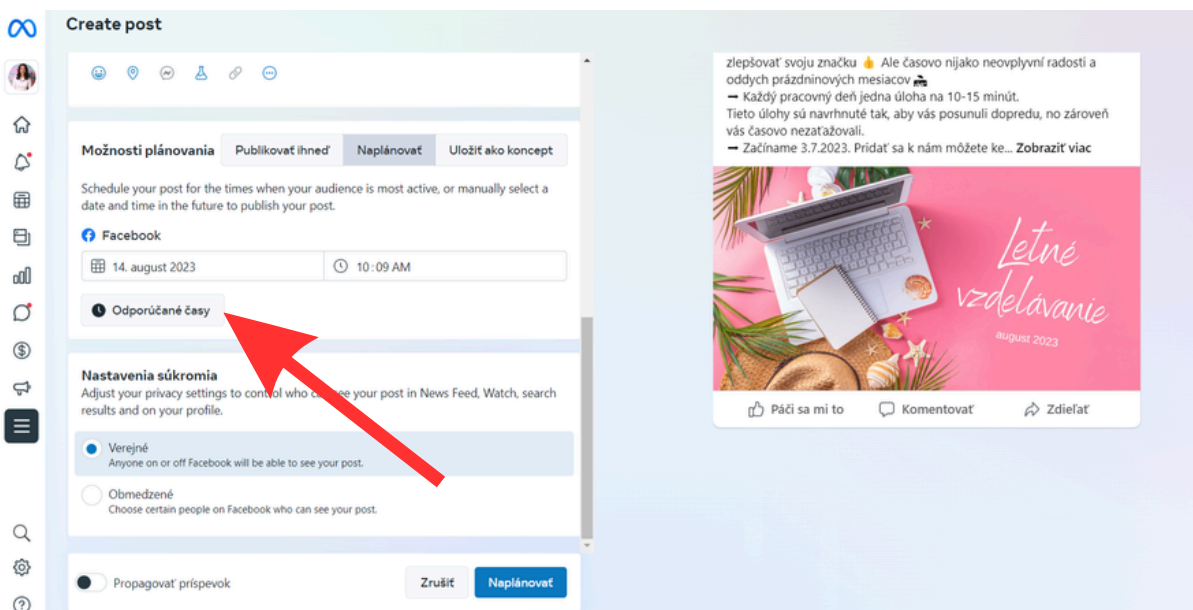 Create post
Možnosti plánovania
Publikovať ihneď
Naplánovať
Uložiť ako koncept
Schedule your post for the times when your audience is most active, or manually select a
date and time in the future to publish your post.
Facebook
14. august 2023
10:09 AM
Odporúčané časy
Nastavenia súkromia
Adjust your privacy settings to control who can see your post in News Feed, Watch, search
results and on your profile.
Verejné
Anyone on or off Facebook will be able to see your post.
Obmedzené
Choose certain people on Facebook who can see your post.
Propagovať príspevok
Zrušiť
Naplánovať
zlepšovať svoju značku 👍 Ale časovo nijako neovplyvní radosti a
oddych prázdninových mesiacov
➞ Každý pracovný deň jedna úloha na 10-15 minút.
Tieto úlohy sú navrhnuté tak, aby vás posunuli dopredu, no zároveň
vás časovo nezaťažovali.
➞ Začíname 3.7.2023. Pridať sa k nám môžete ke... Zobraziť viac
Letné
vzdelávanie
august 2023
Páči sa mi to
Komentovať
Zdieľať